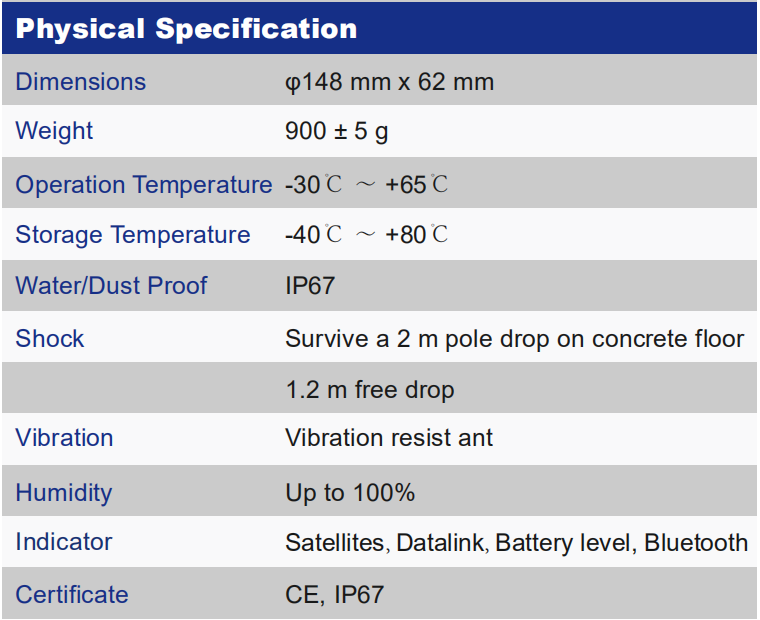 Physical Specification
Dimensions φ148 mm x 62 mm
Weight 900 ± 5 g
Operation Temperature -30℃ ～ +65℃
Storage Temperature -40℃ ～ +80℃
Water/Dust Proof IP67
Shock Survive a 2 m pole drop on concrete floor
1.2 m free drop
Vibration Vibration resist ant
Humidity Up to 100%
Indicator Satellites, Datalink, Battery level, Bluetooth
Certificate CE, IP67